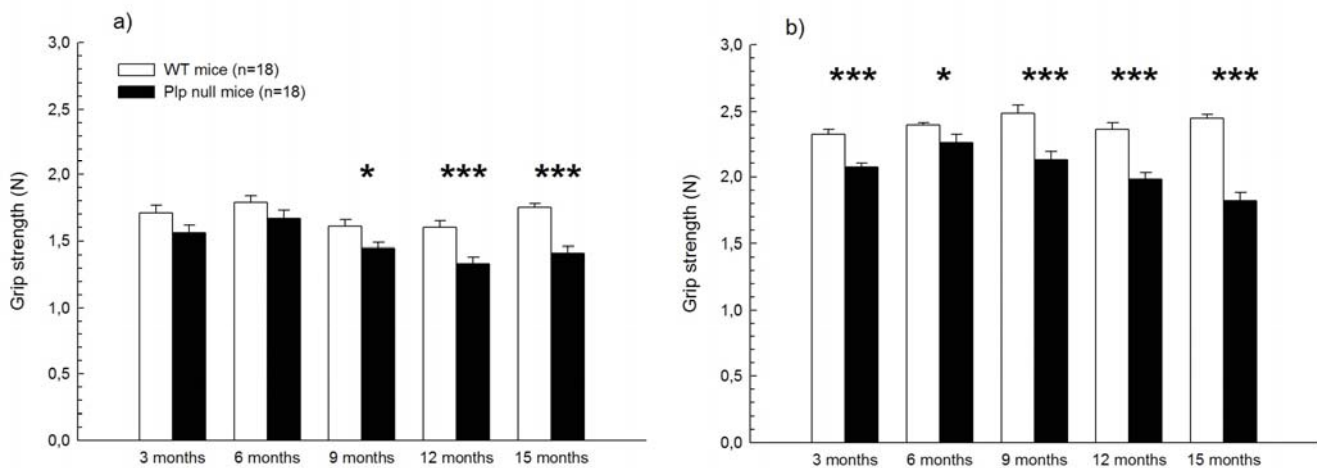 a)
3,0
2,5
2,0
1,5
1,0
0,5
0,0
Grip strength (N)
WT mice (n=18)
Plp null mice (n=18)
*
***
***
3 months
6 months
9 months
12 months
15 months
b)
3,0
2,5
2,0
1,5
1,0
0,5
0,0
Grip strength (N)
***
*
***
***
***
3 months
6 months
9 months
12 months
15 months